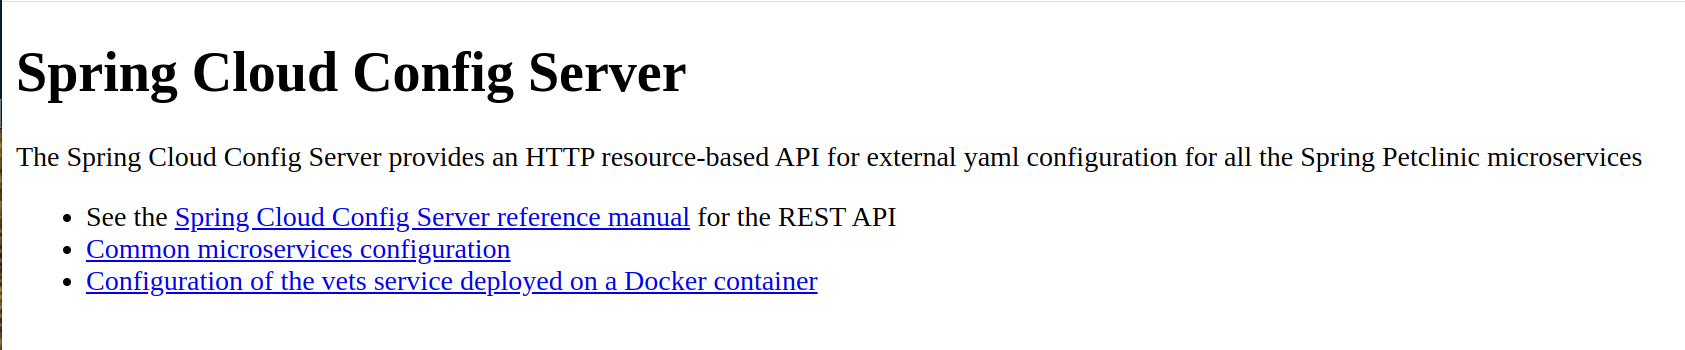 Spring Cloud Config Server
The Spring Cloud Config Server provides an HTTP resource-based API for external yaml configuration for all the Spring Petclinic microservices
See the Spring Cloud Config Server reference manual for the REST API
Common microservices configuration
Configuration of the vets service deployed on a Docker container